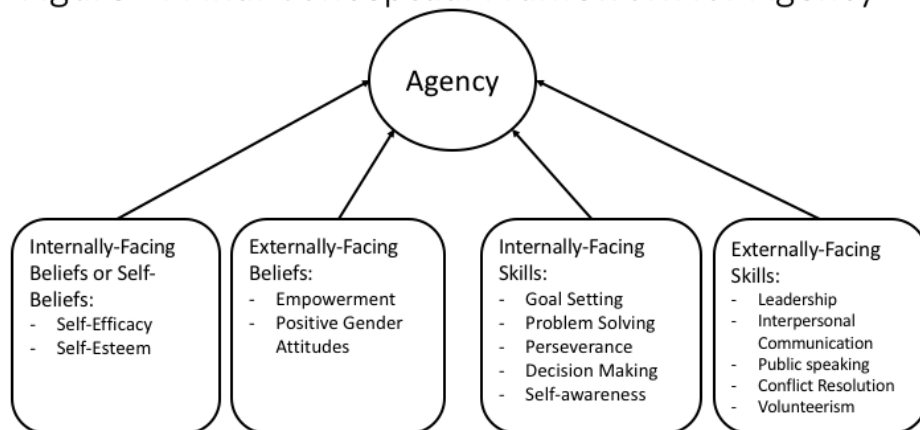 Agency
Internally-Facing
Beliefs or Self-
Beliefs:
- Self-Efficacy
- Self-Esteem
Externally-Facing
Beliefs:
- Empowerment
- Positive Gender
Attitudes
Internally-Facing
Skills:
- Goal Setting
- Problem Solving
- Perseverance
- Decision Making
- Self-awareness
Externally-Facing
Skills:
- Leadership
- Interpersonal
Communication
- Public speaking
- Conflict Resolution
- Volunteerism